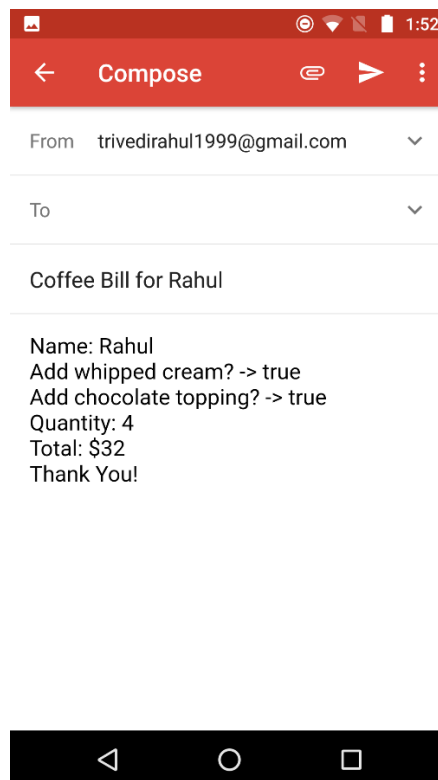 1:52
Compose
From trivedirahul1999@gmail.com
To
Coffee Bill for Rahul
Name: Rahul
Add whipped cream? -> true
Add chocolate topping? -> true
Quantity: 4
Total: $32
Thank You!